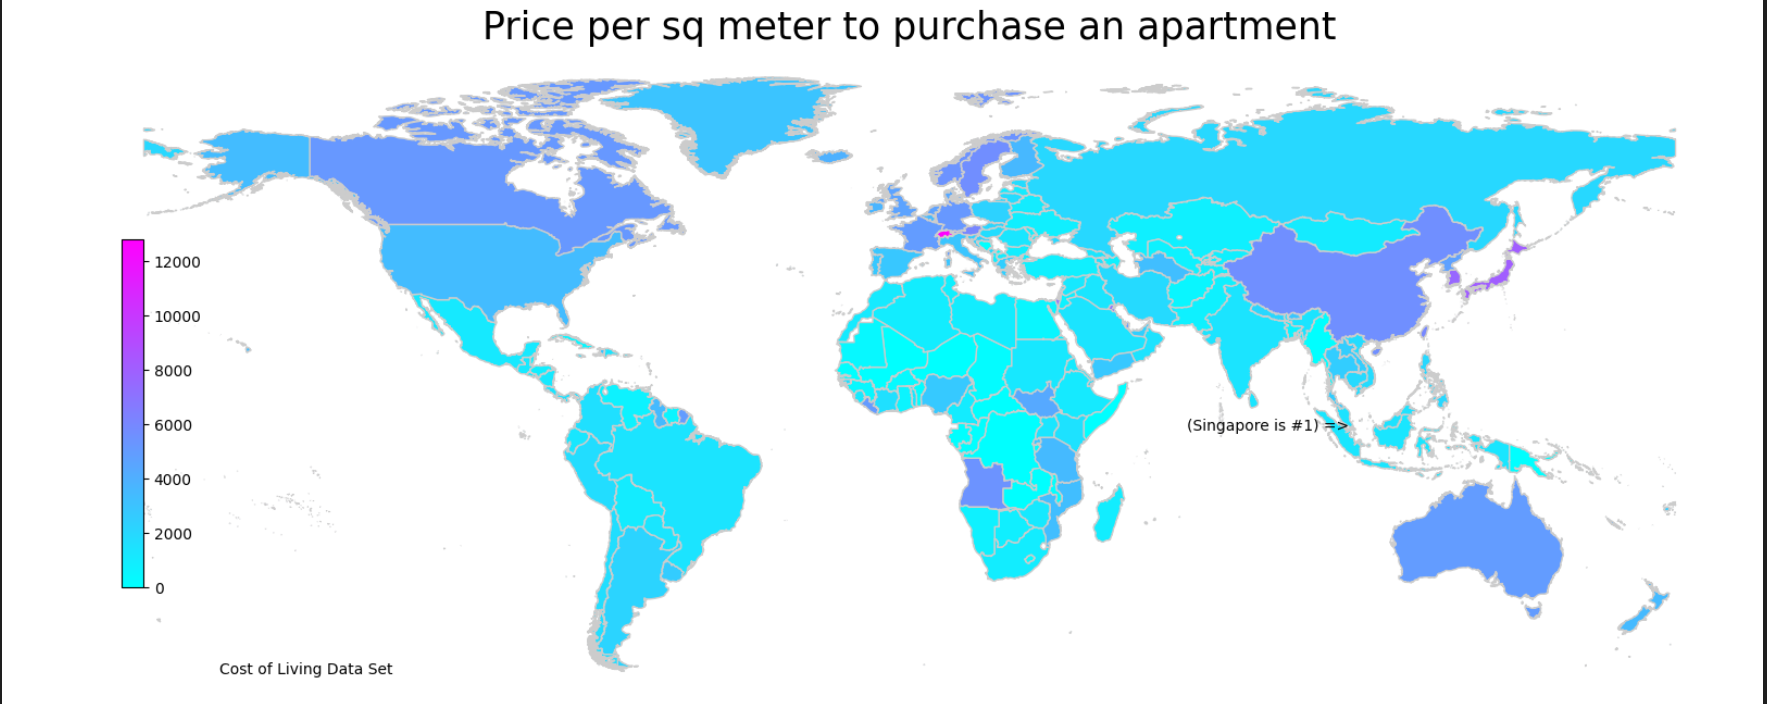 Price per sq meter to purchase an apartment
12000
10000
8000
6000
4000
2000
0
(Singapore is #1) =>
Cost of Living Data Set